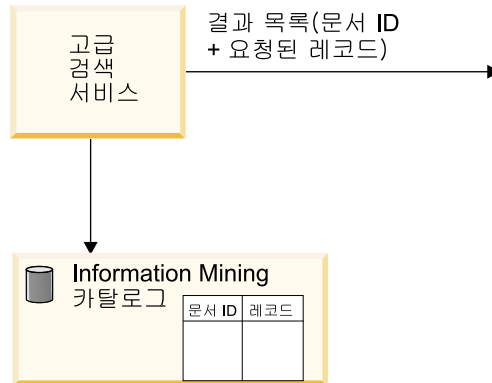 고급
검색
서비스
결과 목록(문서 ID
+ 요청된 레코드)
Information Mining
카탈로그
문서 ID 레코드